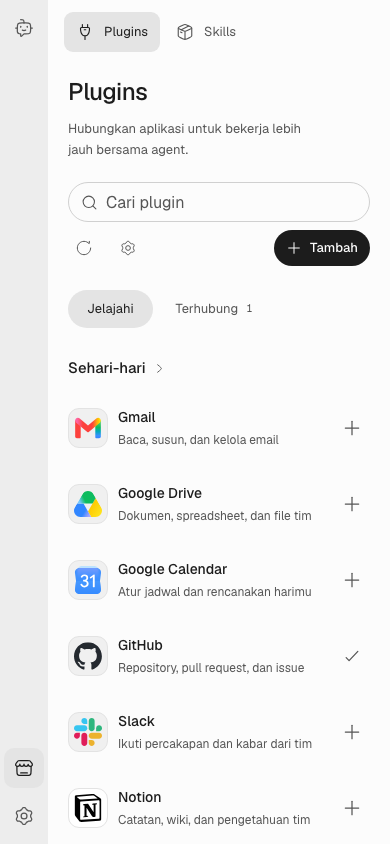 Plugins
Skills
Plugins
Hubungkan aplikasi untuk bekerja lebih
jauh bersama agent.
Cari plugin
Tambah
Jelajahi
Terhubung 1
Sehari-hari
Gmail
Baca, susun, dan kelola email
Google Drive
Dokumen, spreadsheet, dan file tim
31
Google Calendar
Atur jadwal dan rencanakan harimu
GitHub
Repository, pull request, dan issue
Slack
Ikuti percakapan dan kabar dari tim
Notion
Catatan, wiki, dan pengetahuan tim